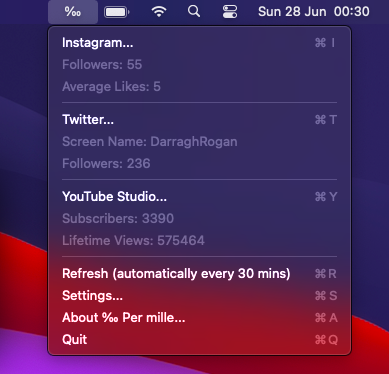 ‰ Sun 28 Jun 00:30
Instagram... ⌘ I
Followers: 55
Average Likes: 5
Twitter... ⌘ T
Screen Name: DarraghRogan
Followers: 236
YouTube Studio... ⌘ Y
Subscribers: 3390
Lifetime Views: 575464
Refresh (automatically every 30 mins) ⌘ R
Settings... ⌘ S
About ‰ Per mille... ⌘ A
Quit ⌘ Q